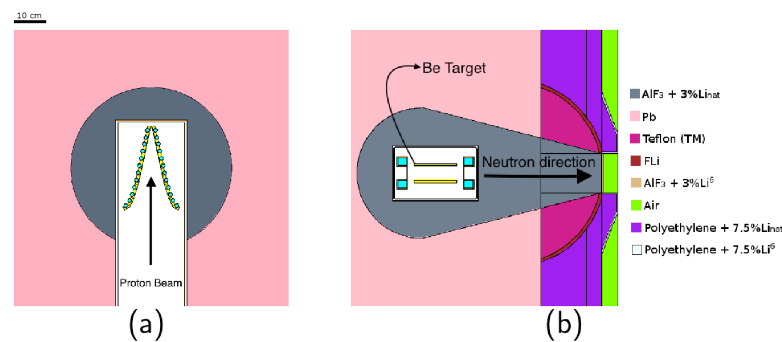 10 cm
Be Target
Neutron direction
Proton Beam
(a)
(b)
AlF₃ + 3%Liₙₐₜ
Pb
Teflon (TM)
FLi
AlF₃ + 3%Li⁶
Air
Polyethylene + 7.5%Liₙₐₜ
Polyethylene + 7.5%Li⁶